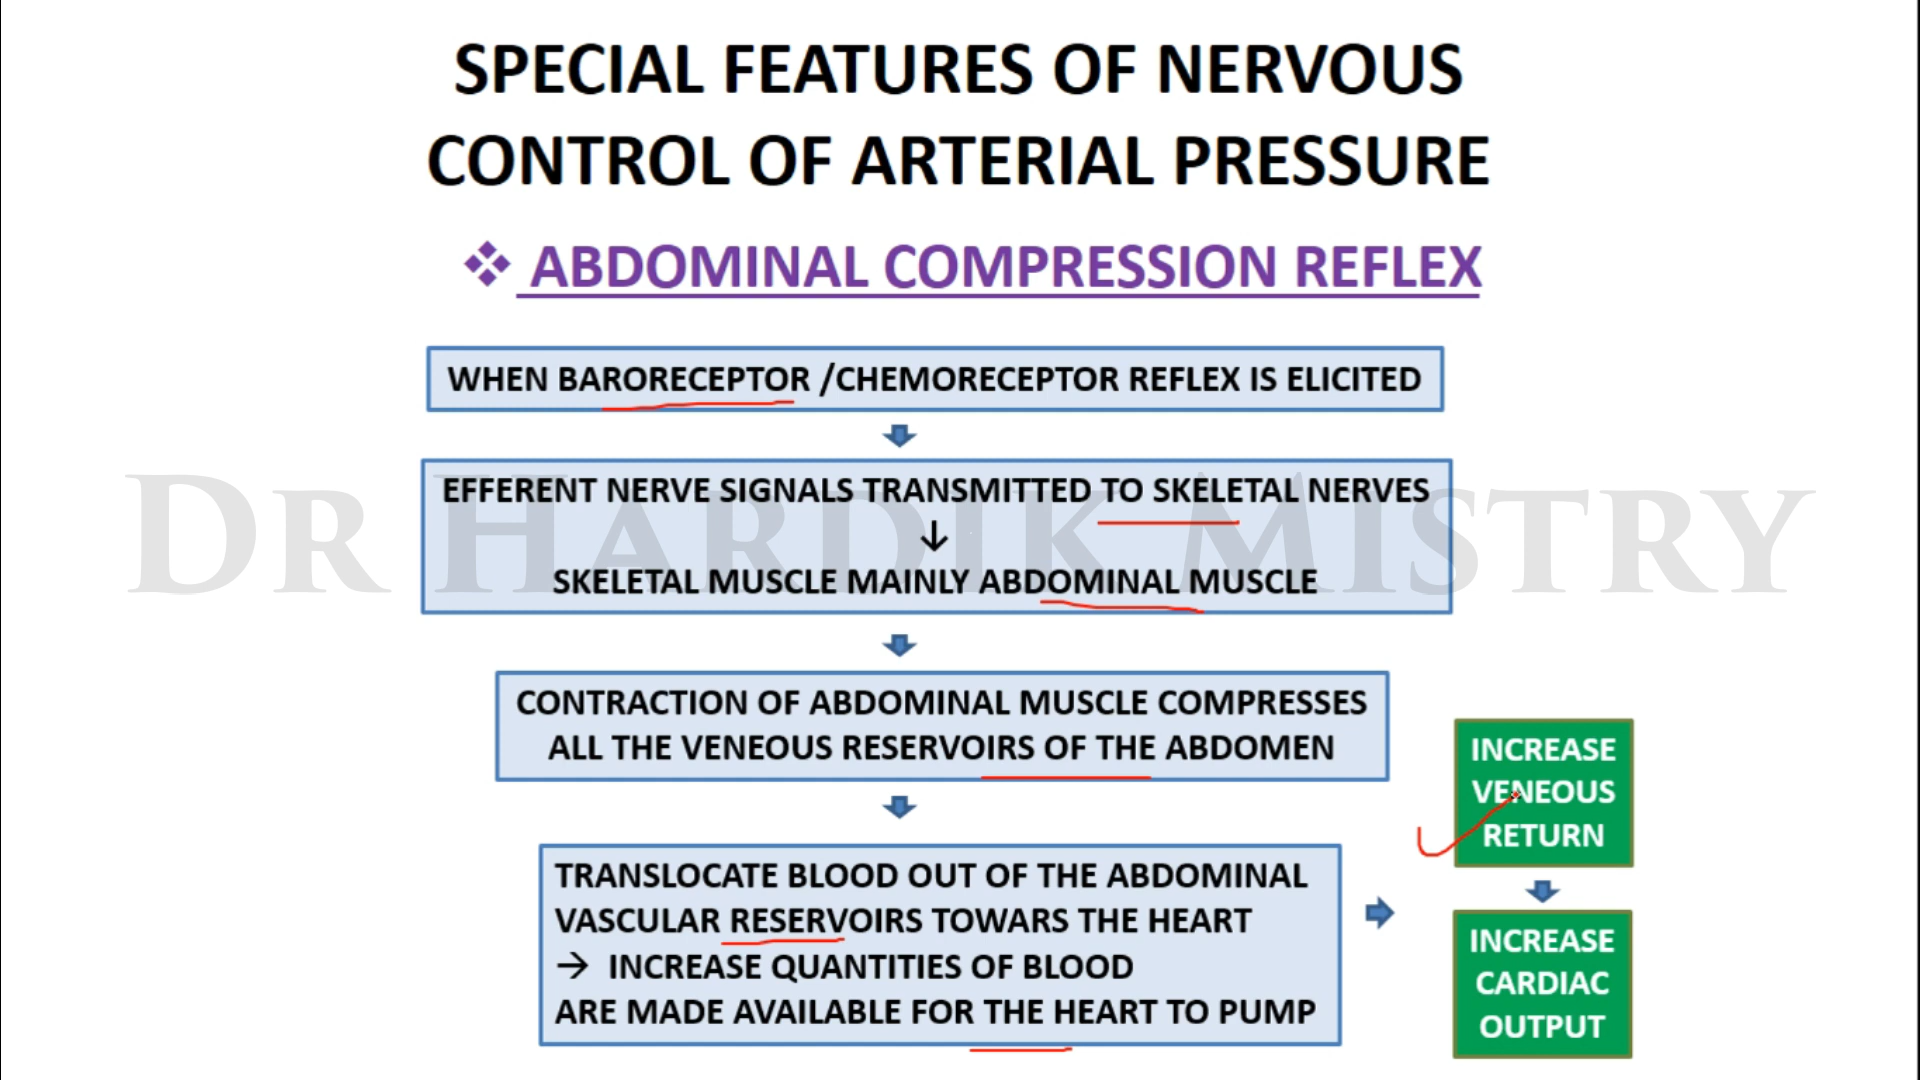 SPECIAL FEATURES OF NERVOUS
CONTROL OF ARTERIAL PRESSURE
❖ ABDOMINAL COMPRESSION REFLEX
WHEN BARORECEPTOR /CHEMORECEPTOR REFLEX IS ELICITED
EFFERENT NERVE SIGNALS TRANSMITTED TO SKELETAL NERVES
↓
SKELETAL MUSCLE MAINLY ABDOMINAL MUSCLE
DR HARDIK MISTRY
CONTRACTION OF ABDOMINAL MUSCLE COMPRESSES
ALL THE VENEOUS RESERVOIRS OF THE ABDOMEN
TRANSLOCATE BLOOD OUT OF THE ABDOMINAL
VASCULAR RESERVOIRS TOWARS THE HEART
→ INCREASE QUANTITIES OF BLOOD
ARE MADE AVAILABLE FOR THE HEART TO PUMP
INCREASE
VENEOUS
RETURN
INCREASE
CARDIAC
OUTPUT